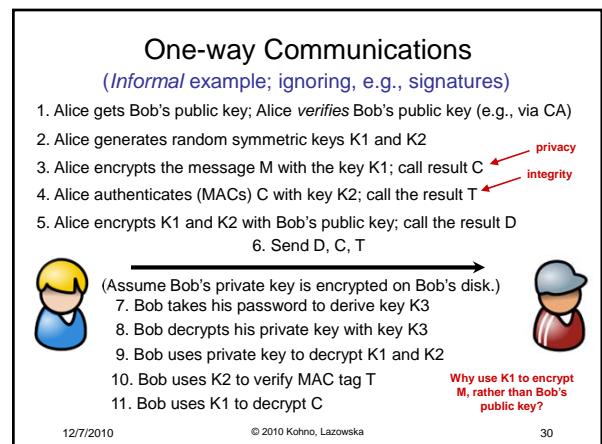 One-way Communications
(Informal example; ignoring, e.g., signatures)
1. Alice gets Bob's public key; Alice verifies Bob's public key (e.g., via CA)
2. Alice generates random symmetric keys K1 and K2
privacy
3. Alice encrypts the message M with the key K1; call result C
integrity
4. Alice authenticates (MACs) C with key K2; call the result T
5. Alice encrypts K1 and K2 with Bob's public key; call the result D
6. Send D, C, T
(Assume Bob's private key is encrypted on Bob's disk.)
7. Bob takes his password to derive key K3
8. Bob decrypts his private key with key K3
9. Bob uses private key to decrypt K1 and K2
10. Bob uses K2 to verify MAC tag T
11. Bob uses K1 to decrypt C
Why use K1 to encrypt
M, rather than Bob's
public key?
12/7/2010
© 2010 Kohno, Lazowska
30